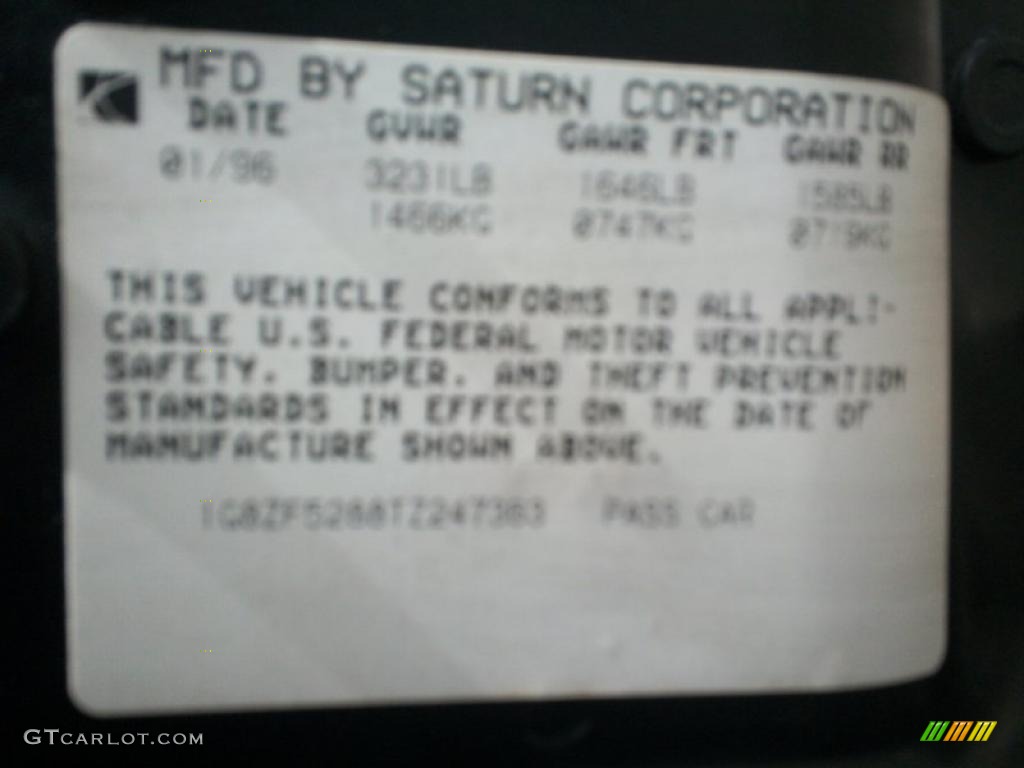 MFD BY SATURN CORPORATION
DATE GVWR GAWR FRT GAWR RR
01/96 3231LB 1646LB 1585LB
1466KG 0747KG 0719KG
THIS VEHICLE CONFORMS TO ALL APPLI-
CABLE U.S. FEDERAL MOTOR VEHICLE
SAFETY, BUMPER, AND THEFT PREVENTION
STANDARDS IN EFFECT ON THE DATE OF
MANUFACTURE SHOWN ABOVE.
1G8ZF5288TZ247363 PASS CAR
GTCARLOT.COM